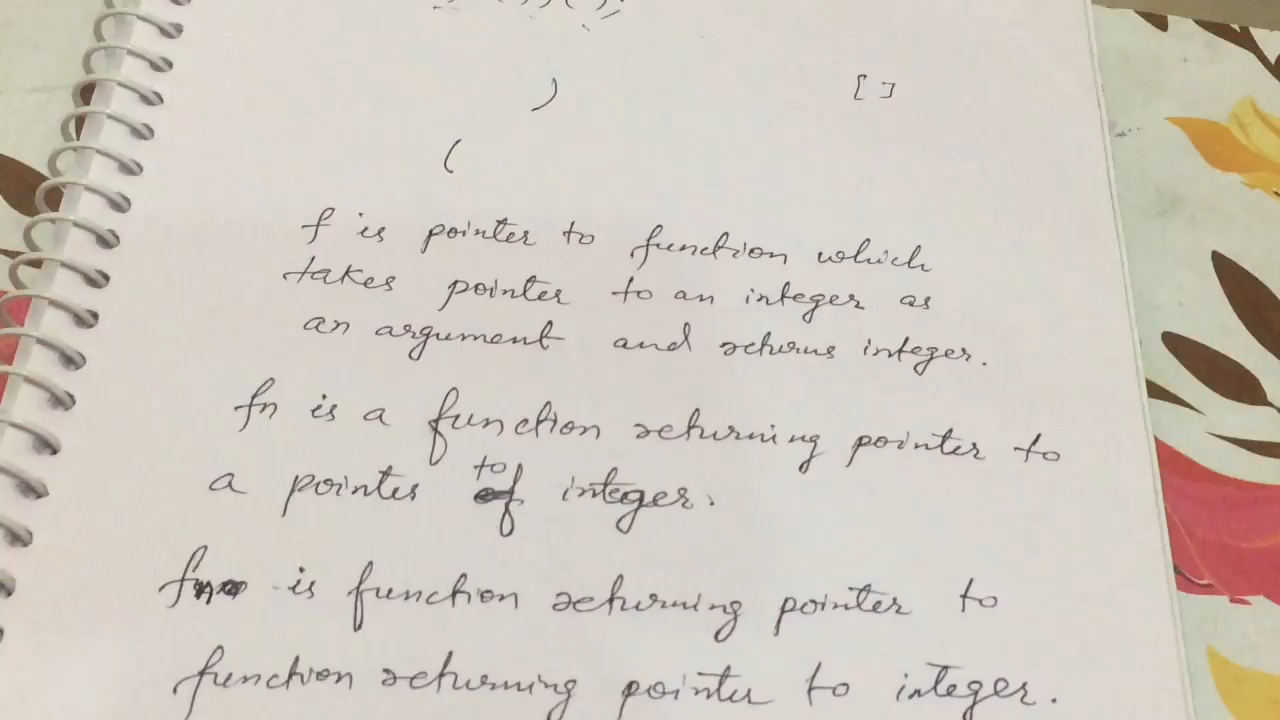 )
[ ]
(
f is pointer to function which
takes pointer to an integer as
an argument and returns integer.
fn is a function returning pointer to
a pointer to integer.
f is function returning pointer to
function returning pointer to integer.